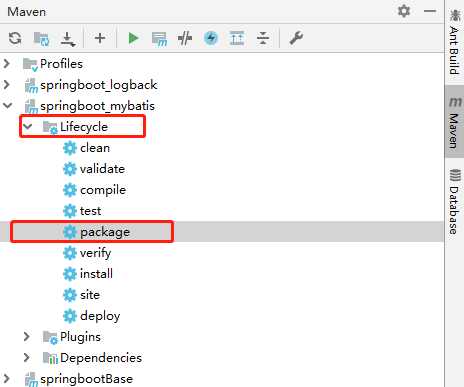 Maven
Profiles
springboot_logback
springboot_mybatis
Lifecycle
clean
validate
compile
test
package
verify
install
site
deploy
Plugins
Dependencies
springbootBase
Ant Build
m Maven
Database